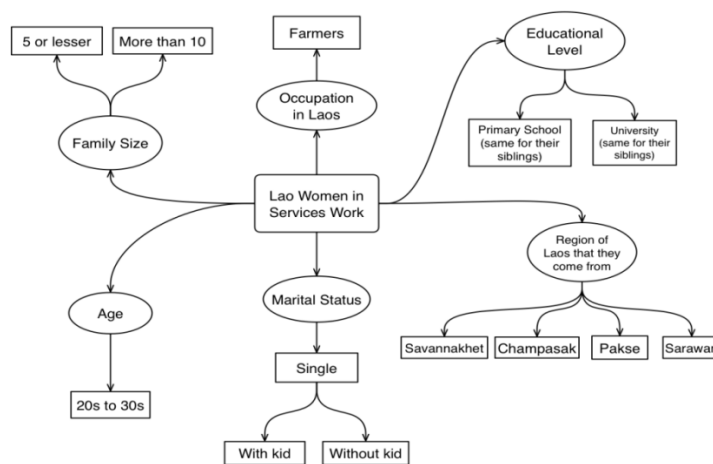 5 or lesser
More than 10
Farmers
Educational
Level
Occupation
in Laos
Family Size
Primary School
(same for their
siblings)
University
(same for their
siblings)
Lao Women in
Services Work
Region of
Laos that they
come from
Age
Marital Status
Savannakhet
Champasak
Pakse
Sarawan
Single
20s to 30s
With kid
Without kid